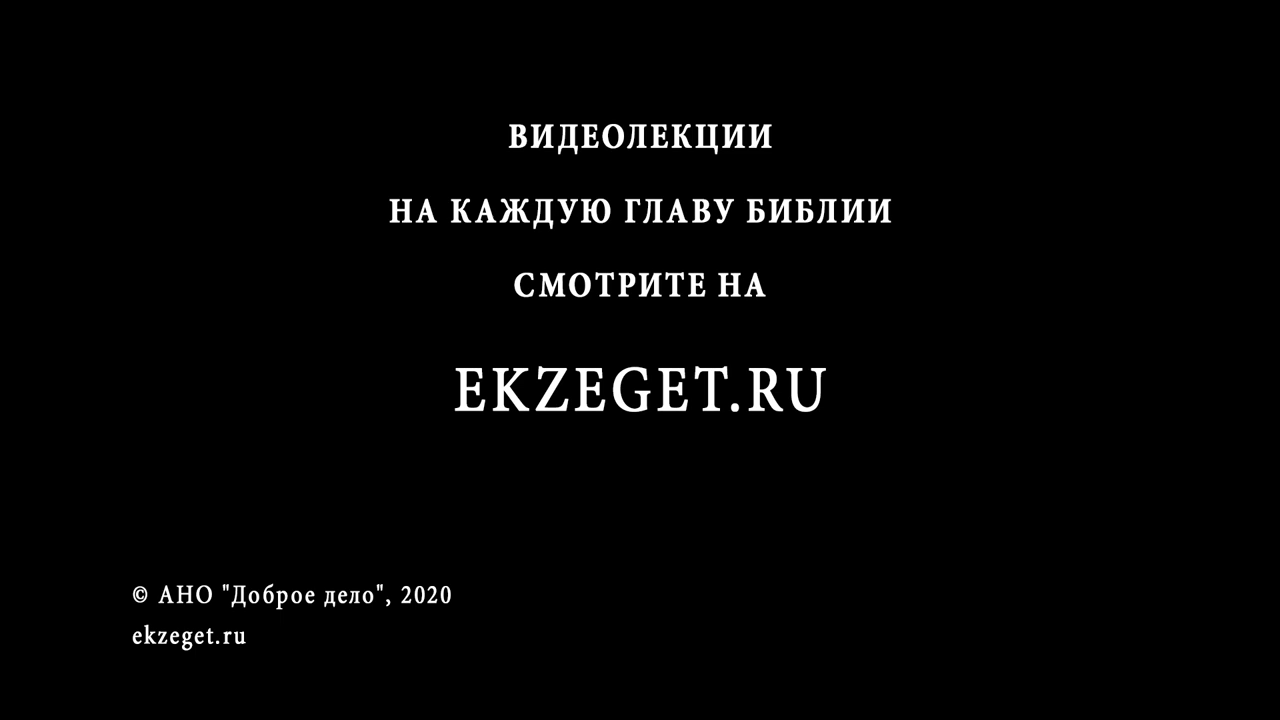 ВИДЕОЛЕКЦИИ
НА КАЖДУЮ ГЛАВУ БИБЛИИ
СМОТРИТЕ НА
EKZEGET.RU
© АНО "Доброе дело", 2020
ekzeget.ru